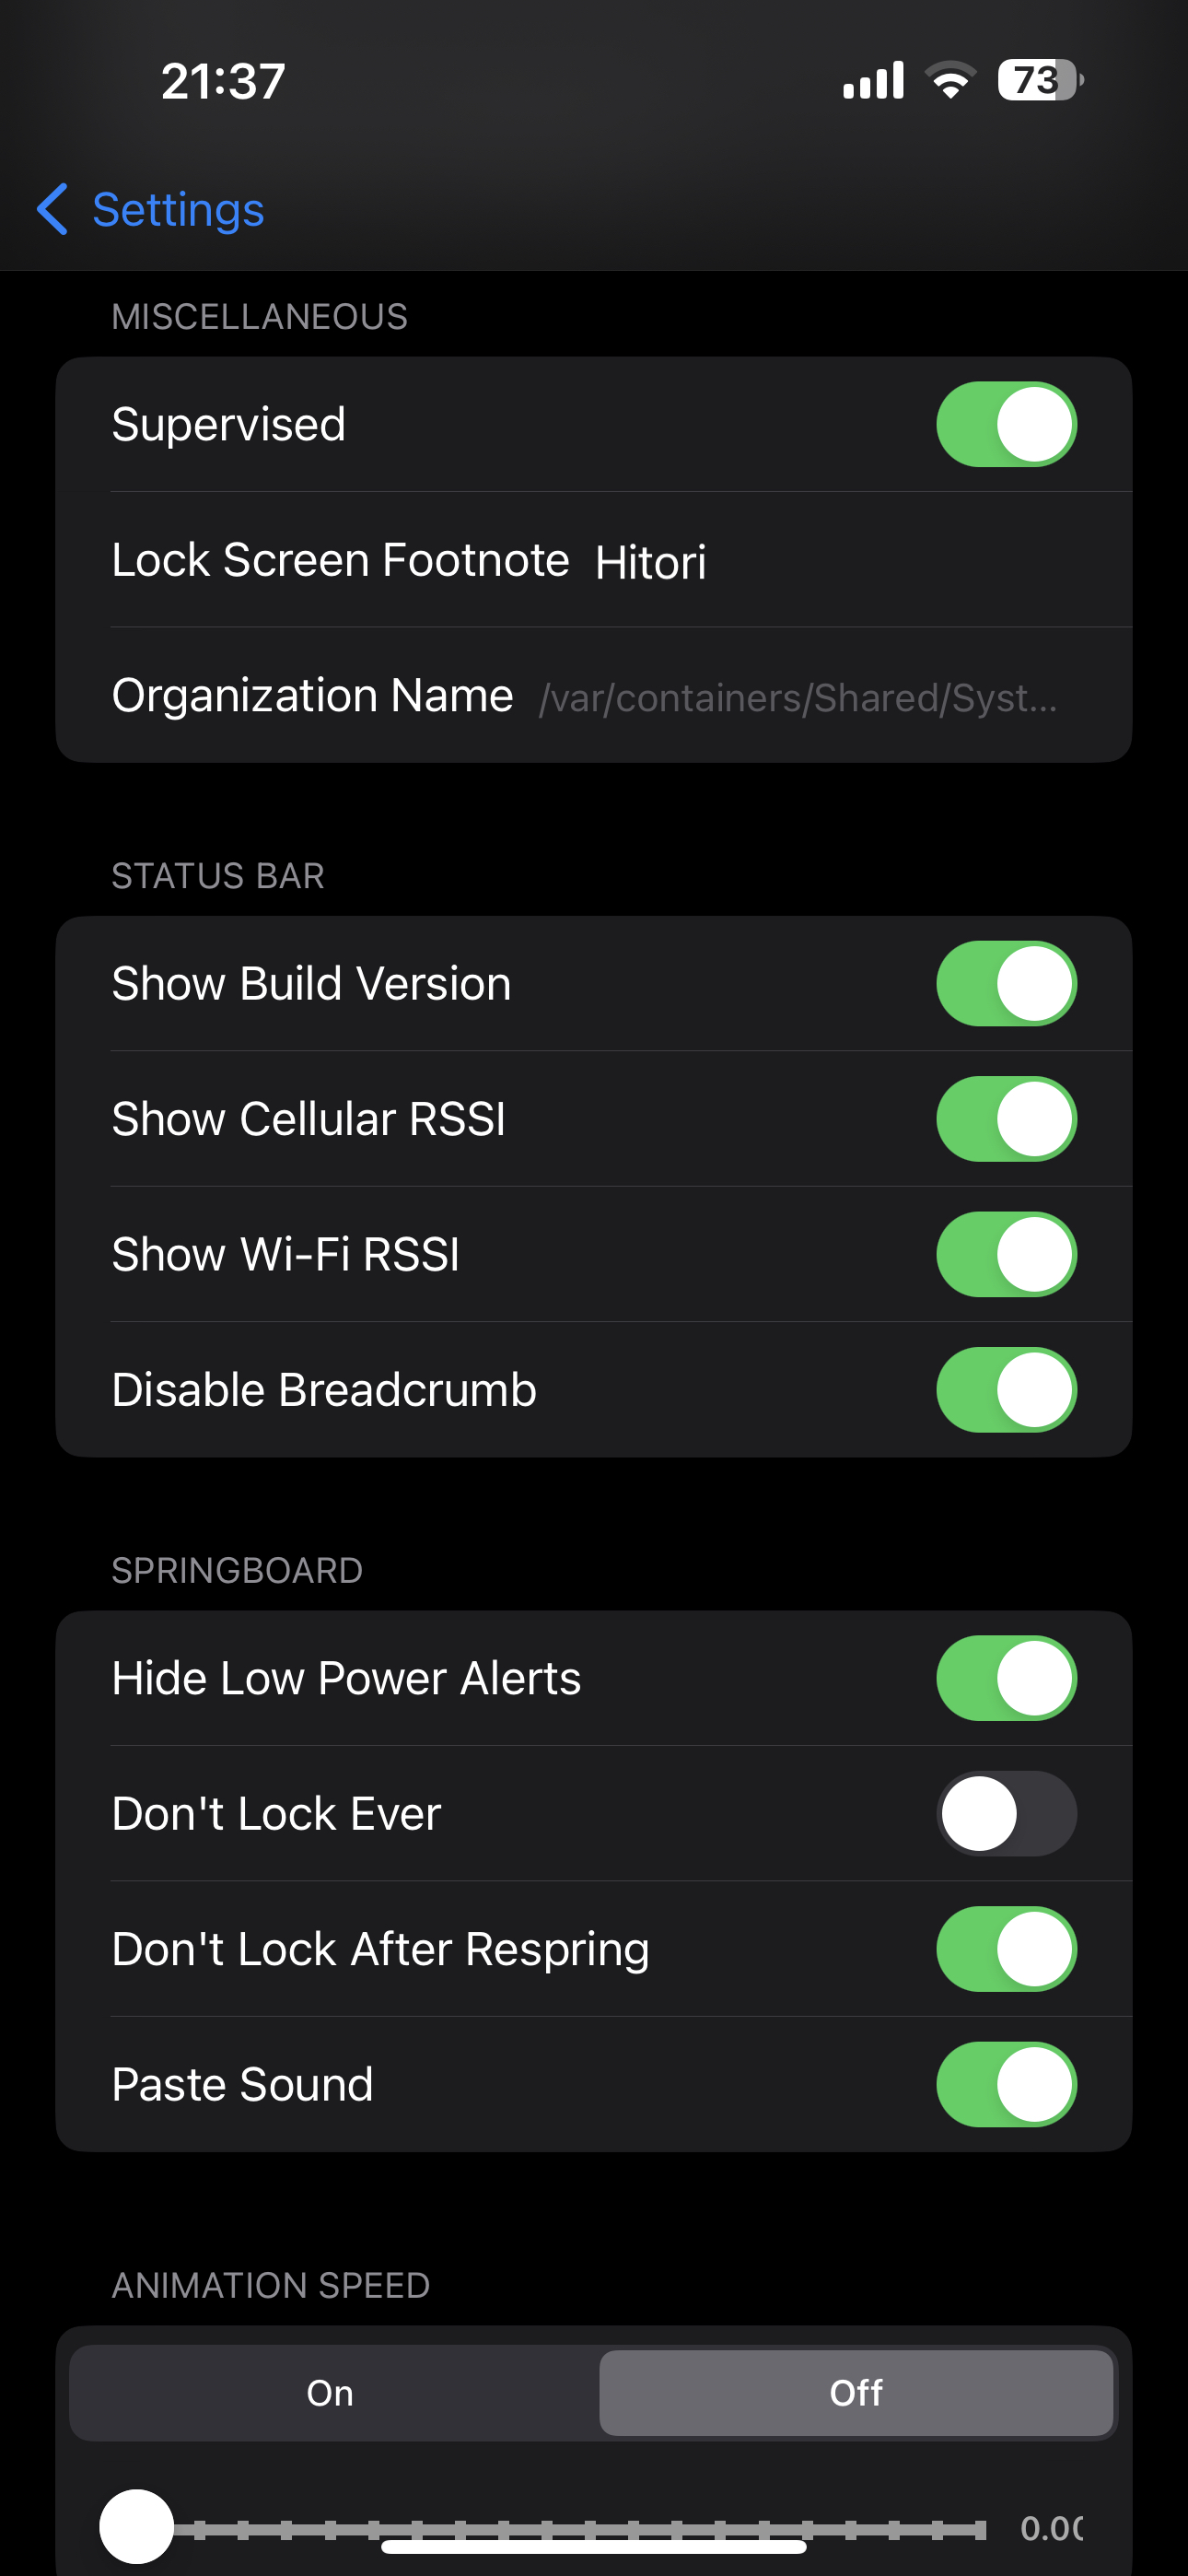 21:37 73
Settings
MISCELLANEOUS
Supervised
Lock Screen Footnote Hitori
Organization Name /var/containers/Shared/Syst...
STATUS BAR
Show Build Version
Show Cellular RSSI
Show Wi-Fi RSSI
Disable Breadcrumb
SPRINGBOARD
Hide Low Power Alerts
Don't Lock Ever
Don't Lock After Respring
Paste Sound
ANIMATION SPEED
On Off
0.00